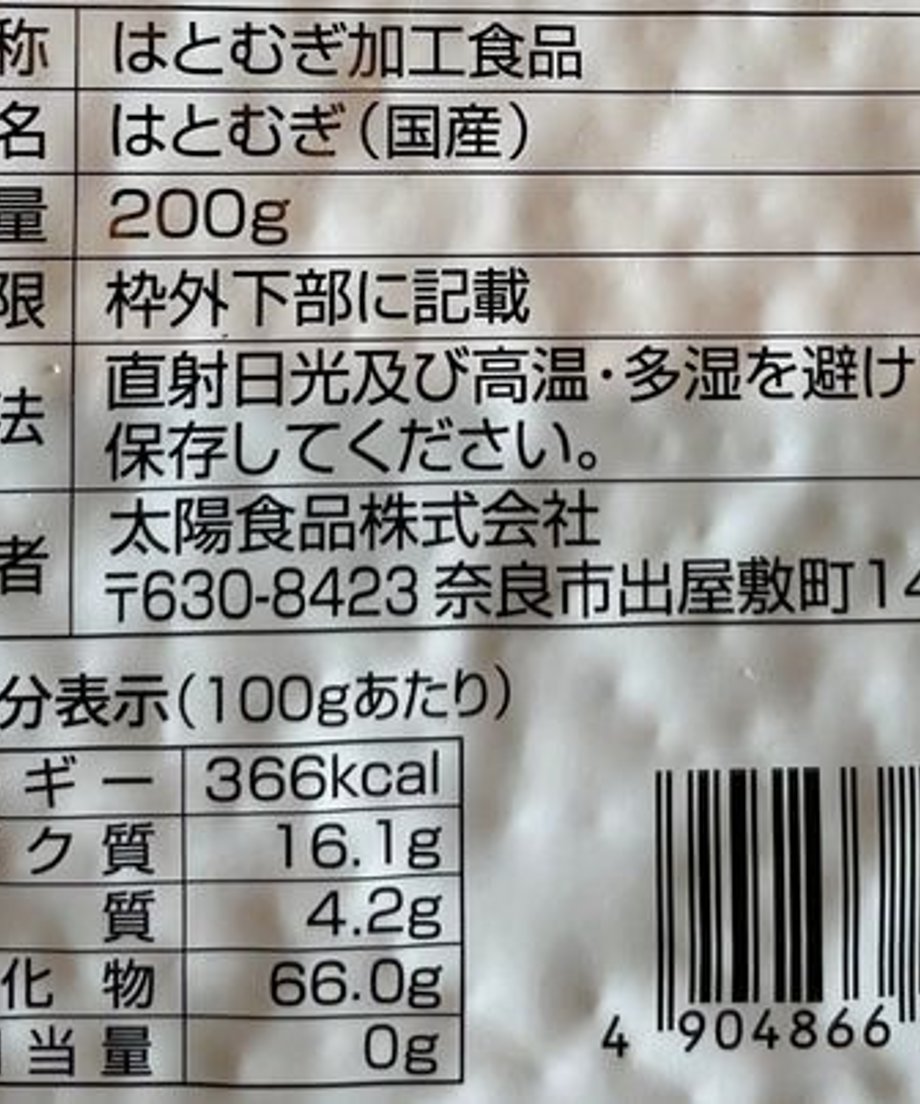 称 はとむぎ加工食品
名 はとむぎ（国産）
量 200g
限 枠外下部に記載
法 直射日光及び高温・多湿を避け
保存してください。
者 太陽食品株式会社
〒630-8423 奈良市出屋敷町14
分表示（100gあたり）
ギー 366kcal
ク質 16.1g
質 4.2g
化物 66.0g
当量 0g
4 904866